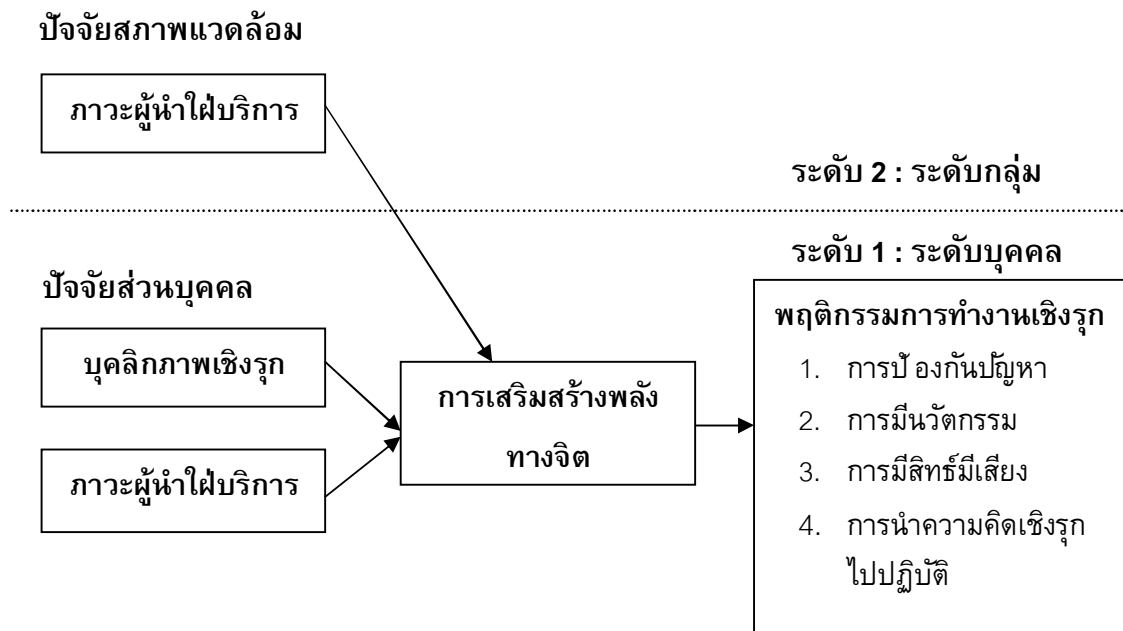 ปัจจัยสภาพแวดล้อม
ภาวะผู้นำใฝ่บริการ
ระดับ 2 : ระดับกลุ่ม
ระดับ 1 : ระดับบุคคล
ปัจจัยส่วนบุคคล
บุคลิกภาพเชิงรุก
ภาวะผู้นำใฝ่บริการ
การเสริมสร้างพลัง
ทางจิต
พฤติกรรมการทำงานเชิงรุก
1. การป้ องกันปัญหา
2. การมีนวัตกรรม
3. การมีสิทธ์มีเสียง
4. การนำความคิดเชิงรุก
ไปปฏิบัติ